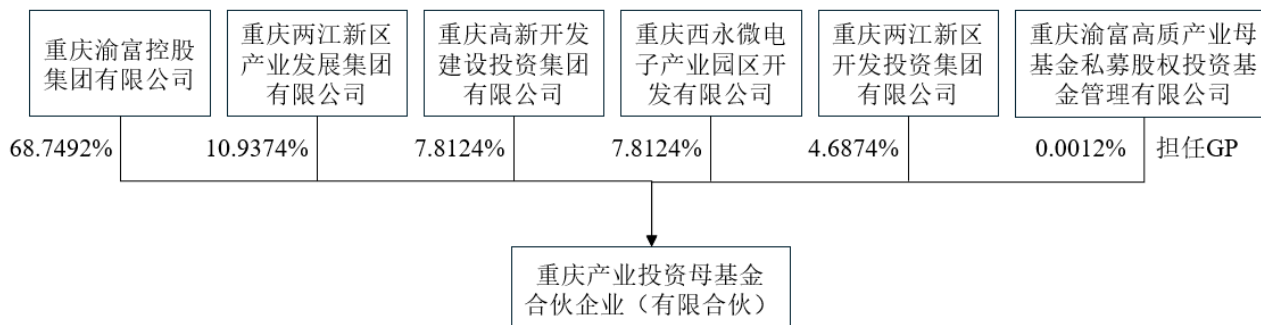 重庆渝富控股
集团有限公司
重庆两江新区
产业发展集团
有限公司
重庆高新开发
建设投资集团
有限公司
重庆西永微电
子产业园区开
发有限公司
重庆两江新区
开发投资集团
有限公司
重庆渝富高质产业母
基金私募股权投资基
金管理有限公司
68.7492%
10.9374%
7.8124%
7.8124%
4.6874%
0.0012%
担任GP
重庆产业投资母基金
合伙企业（有限合伙）